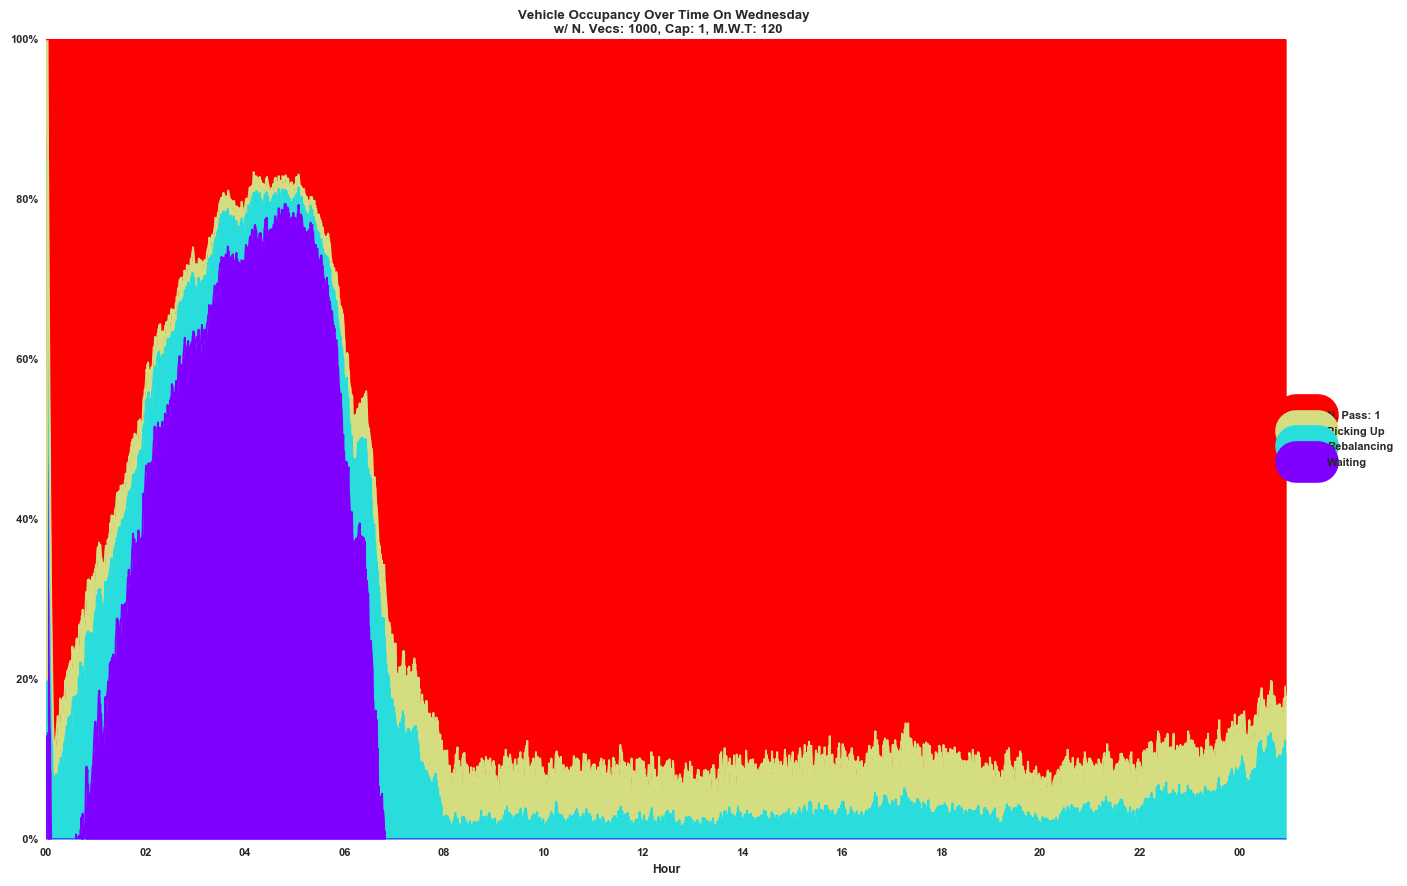 Vehicle Occupancy Over Time On Wednesday
w/ N. Vecs: 1000, Cap: 1, M.W.T: 120
100%
80%
60%
40%
20%
0%
Pass: 1
Picking Up
Rebalancing
Waiting
00 02 04 06 08 10 12 14 16 18 20 22 00
Hour